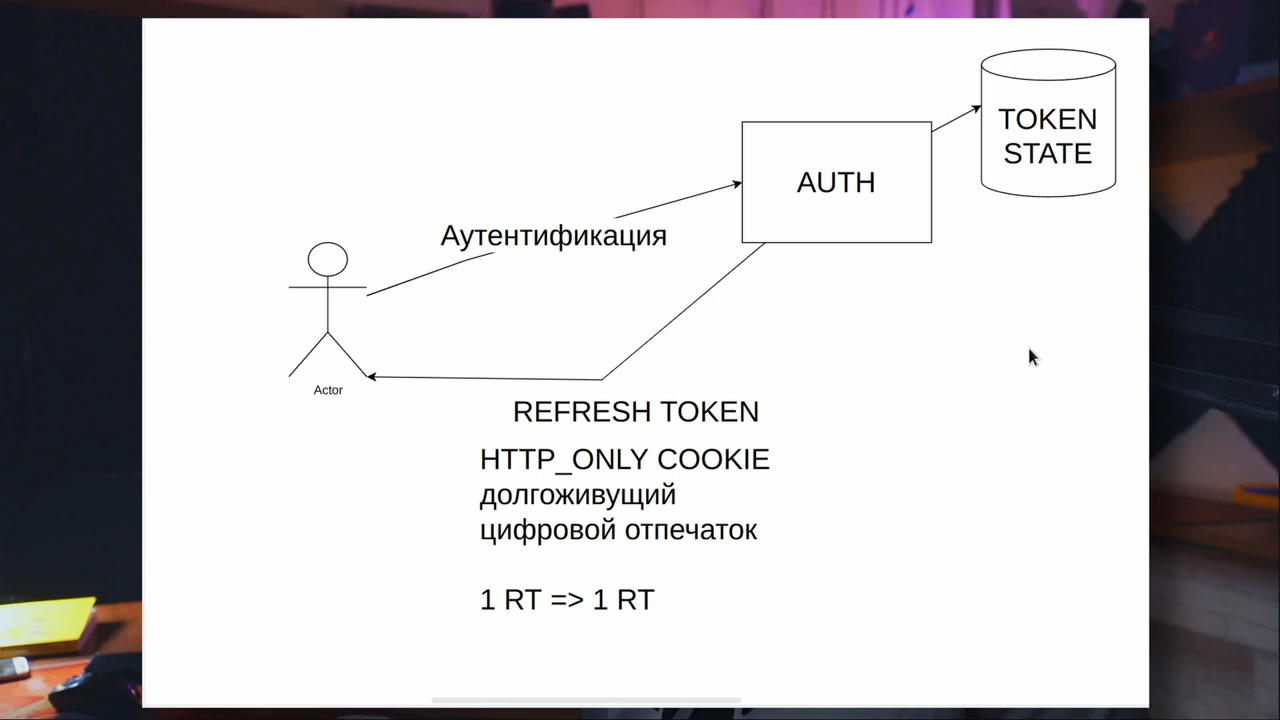 TOKEN
STATE
AUTH
Аутентификация
Actor
REFRESH TOKEN
HTTP_ONLY COOKIE
долгоживущий
цифровой отпечаток
1 RT => 1 RT